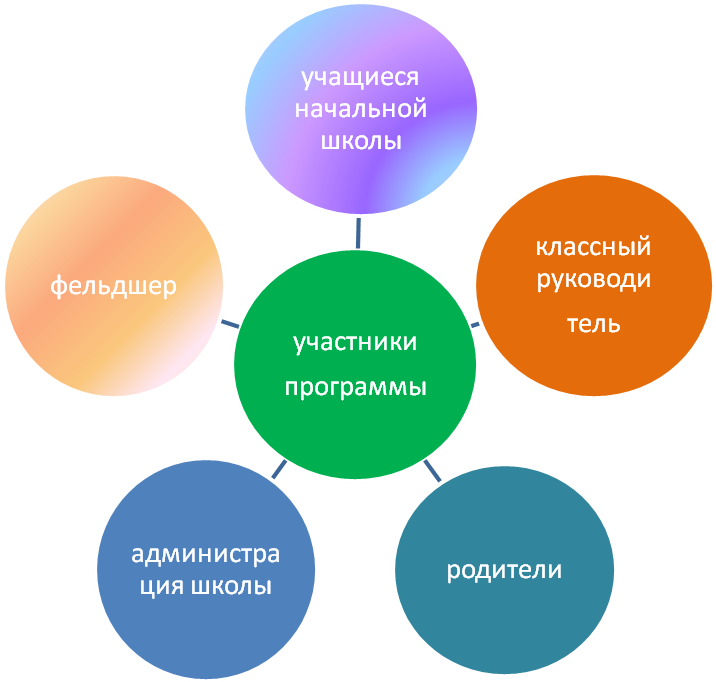 учащиеся
начальной
школы
классный
руководи
тель
фельдшер
участники
программы
администра
ция школы
родители